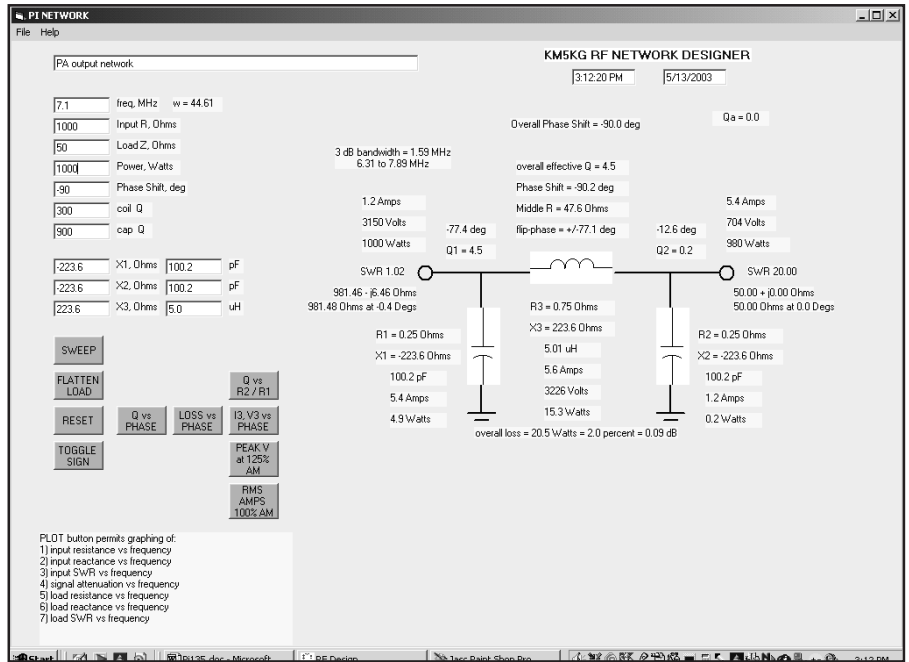 PI NETWORK
File Help
PA output network
KM5KG RF NETWORK DESIGNER
3:12:20 PM 5/13/2003
7.1 freq, MHz w = 44.61
1000 Input R, Ohms
50 Load Z, Ohms
1000 Power, Watts
-90 Phase Shift, deg
300 coil Q
900 cap Q
-223.6 X1, Ohms 100.2 pF
-223.6 X2, Ohms 100.2 pF
223.6 X3, Ohms 5.0 uH
Overall Phase Shift = -90.0 deg
Qa = 0.0
3 dB bandwidth = 1.59 MHz
6.31 to 7.89 MHz
overall effective Q = 4.5
Phase Shift = -90.2 deg
Middle R = 47.6 Ohms
flip-phase = +/-77.1 deg
1.2 Amps
3150 Volts
1000 Watts
-77.4 deg
Q1 = 4.5
-12.6 deg
Q2 = 0.2
5.4 Amps
704 Volts
980 Watts
SWR 1.02
SWR 20.00
981.46 - j6.46 Ohms
981.48 Ohms at -0.4 Degs
50.00 + j0.00 Ohms
50.00 Ohms at 0.0 Degs
R1 = 0.25 Ohms
X1 = -223.6 Ohms
100.2 pF
5.4 Amps
4.9 Watts
R3 = 0.75 Ohms
X3 = 223.6 Ohms
5.01 uH
5.6 Amps
3226 Volts
15.3 Watts
R2 = 0.25 Ohms
X2 = -223.6 Ohms
100.2 pF
1.2 Amps
0.2 Watts
overall loss = 20.5 Watts = 2.0 percent = 0.09 dB
SWEEP
FLATTEN
LOAD
RESET
TOGGLE
SIGN
Q vs
PHASE
LOSS vs
PHASE
Q vs
R2 / R1
I3, V3 vs
PHASE
PEAK V
at 125%
AM
RMS
AMPS
100% AM
PLOT button permits graphing of:
1) input resistance vs frequency
2) input reactance vs frequency
3) input SWR vs frequency
4) signal attenuation vs frequency
5) load resistance vs frequency
6) load reactance vs frequency
7) load SWR vs frequency
Start Pi135.doc - Microsoft RF Design Jasc Paint Shop Pro 3:12 PM